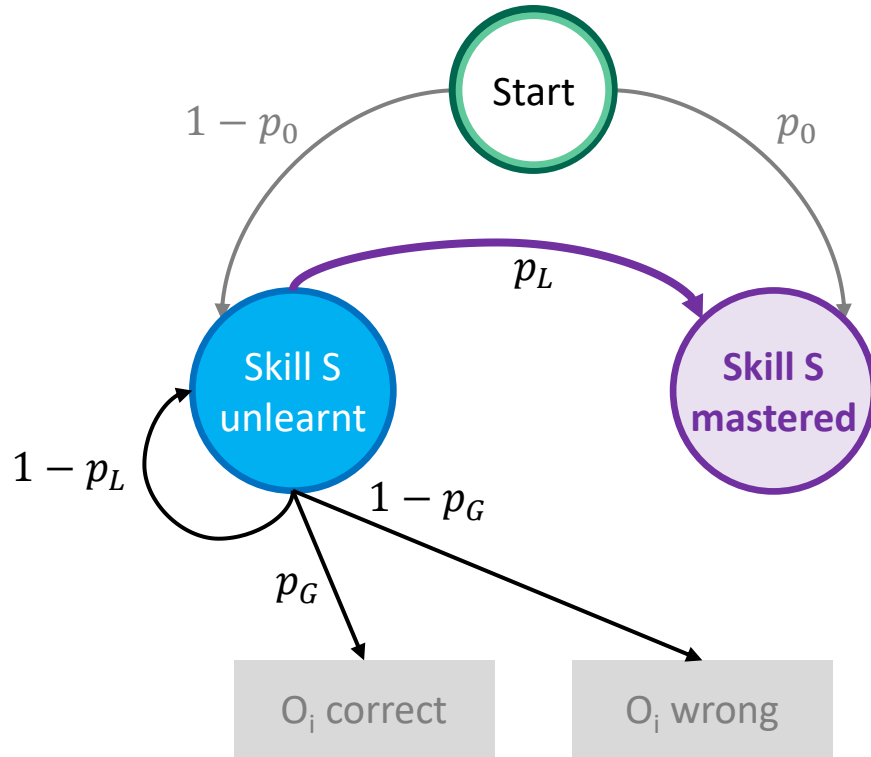 Start
1 − p₀
p₀
p_L
Skill S
unlearnt
Skill S
mastered
1 − p_L
1 − p_G
p_G
Oᵢ correct
Oᵢ wrong